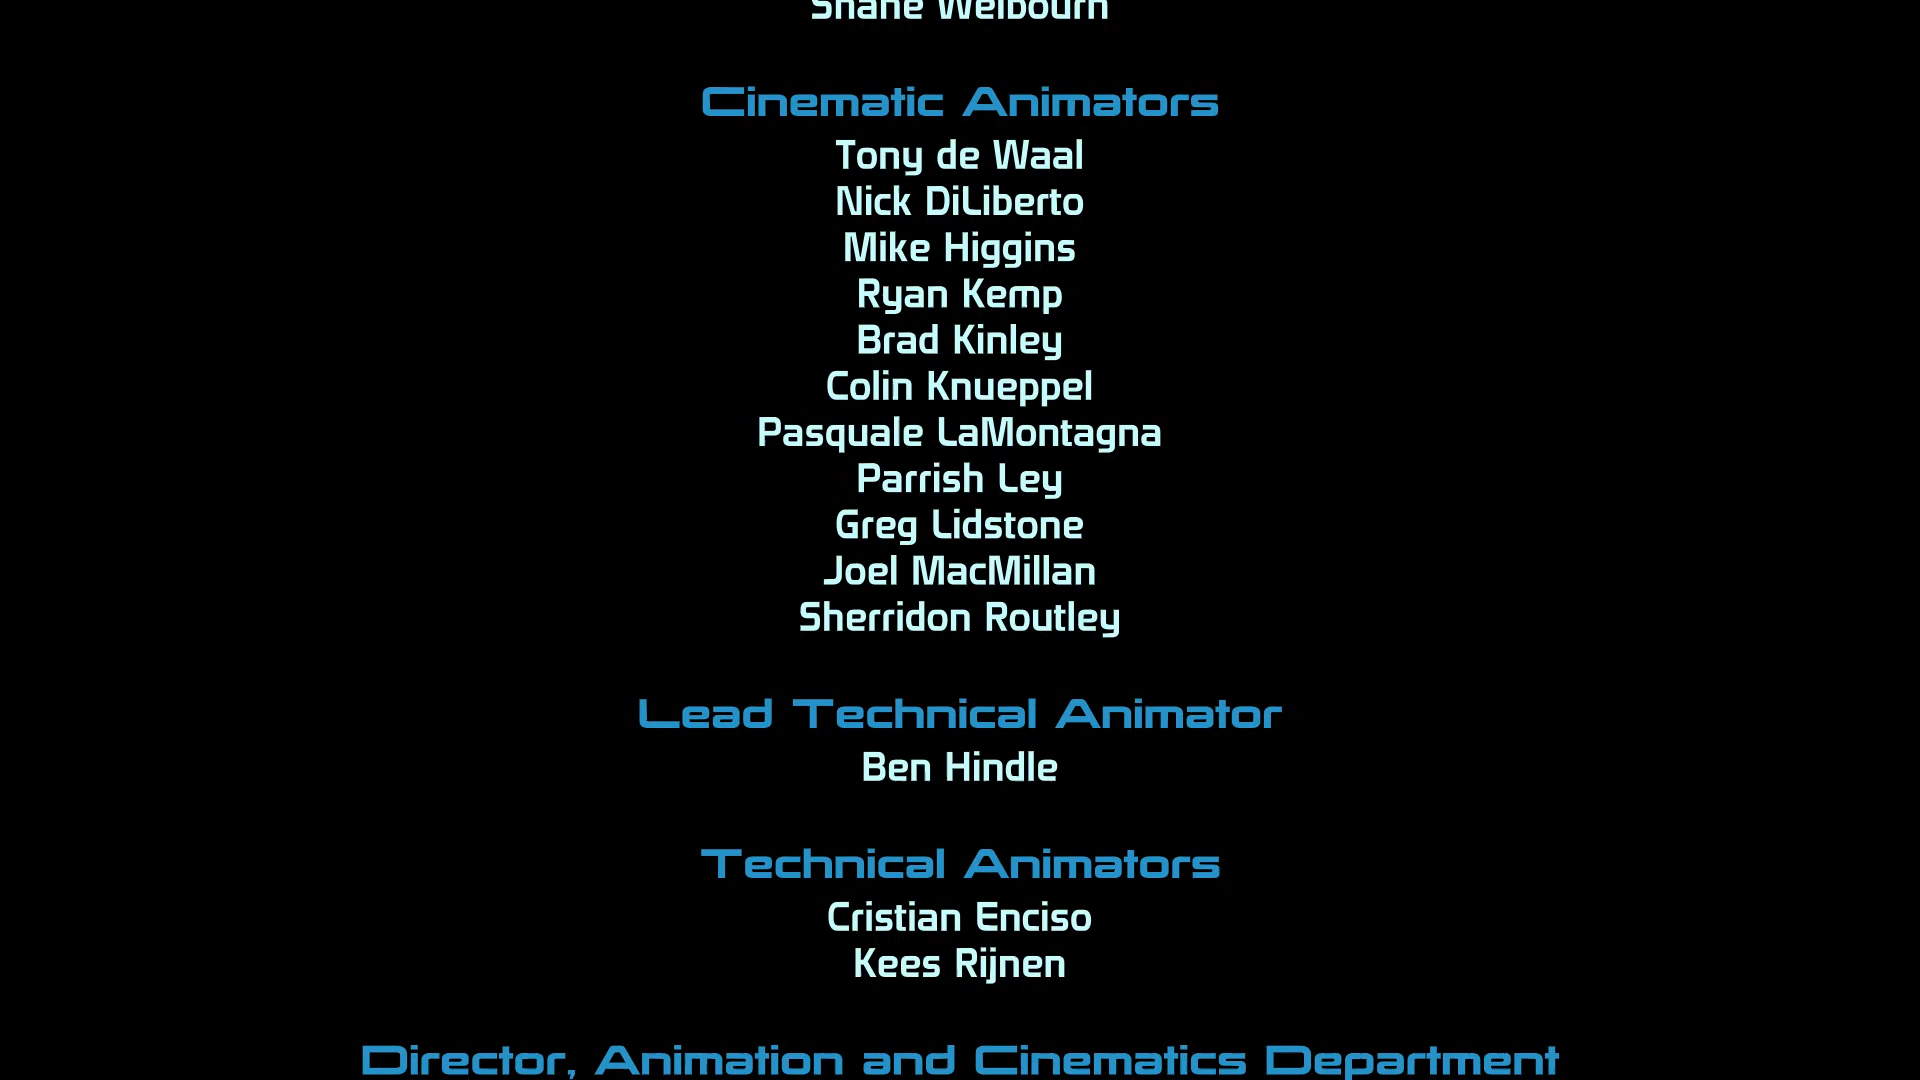 Shane Welbourn
Cinematic Animators
Tony de Waal
Nick DiLiberto
Mike Higgins
Ryan Kemp
Brad Kinley
Colin Knueppel
Pasquale LaMontagna
Parrish Ley
Greg Lidstone
Joel MacMillan
Sherridon Routley
Lead Technical Animator
Ben Hindle
Technical Animators
Cristian Enciso
Kees Rijnen
Director, Animation and Cinematics Department